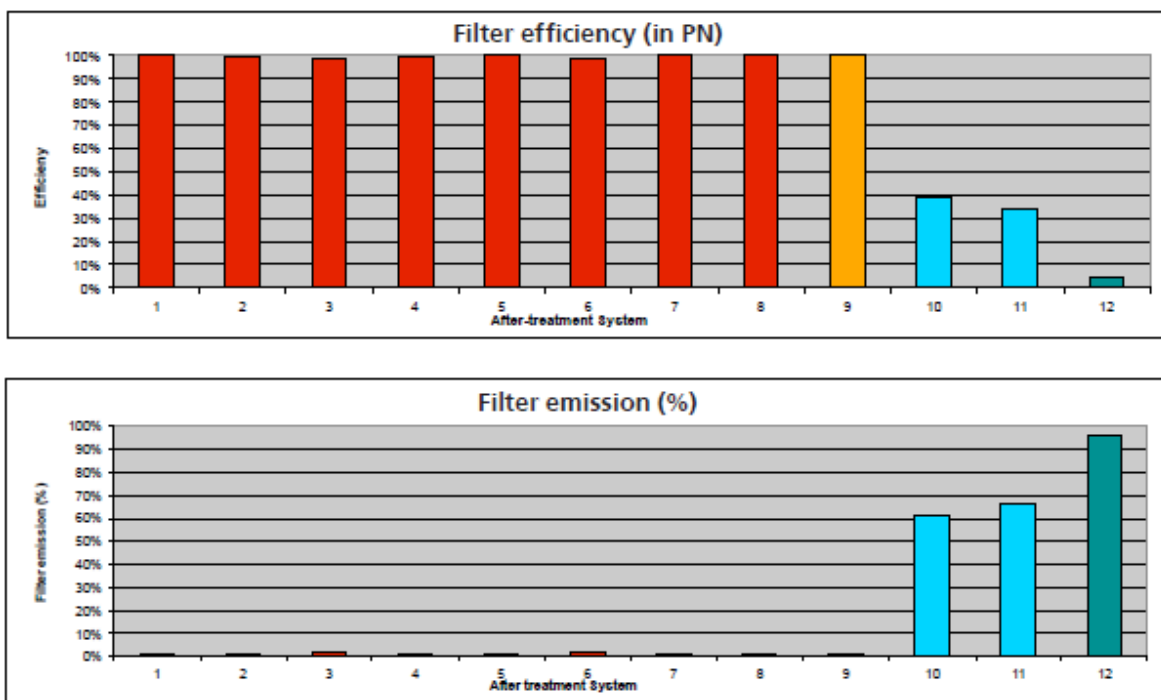 Filter efficiency (in PN)
100%
90%
80%
70%
60%
50%
40%
30%
20%
10%
0%
Efficieny
1 2 3 4 5 6 7 8 9 10 11 12
After-treatment System
Filter emission (%)
100%
90%
80%
70%
60%
50%
40%
30%
20%
10%
0%
Filter emission (%)
1 2 3 4 5 6 7 8 9 10 11 12
After treatment System